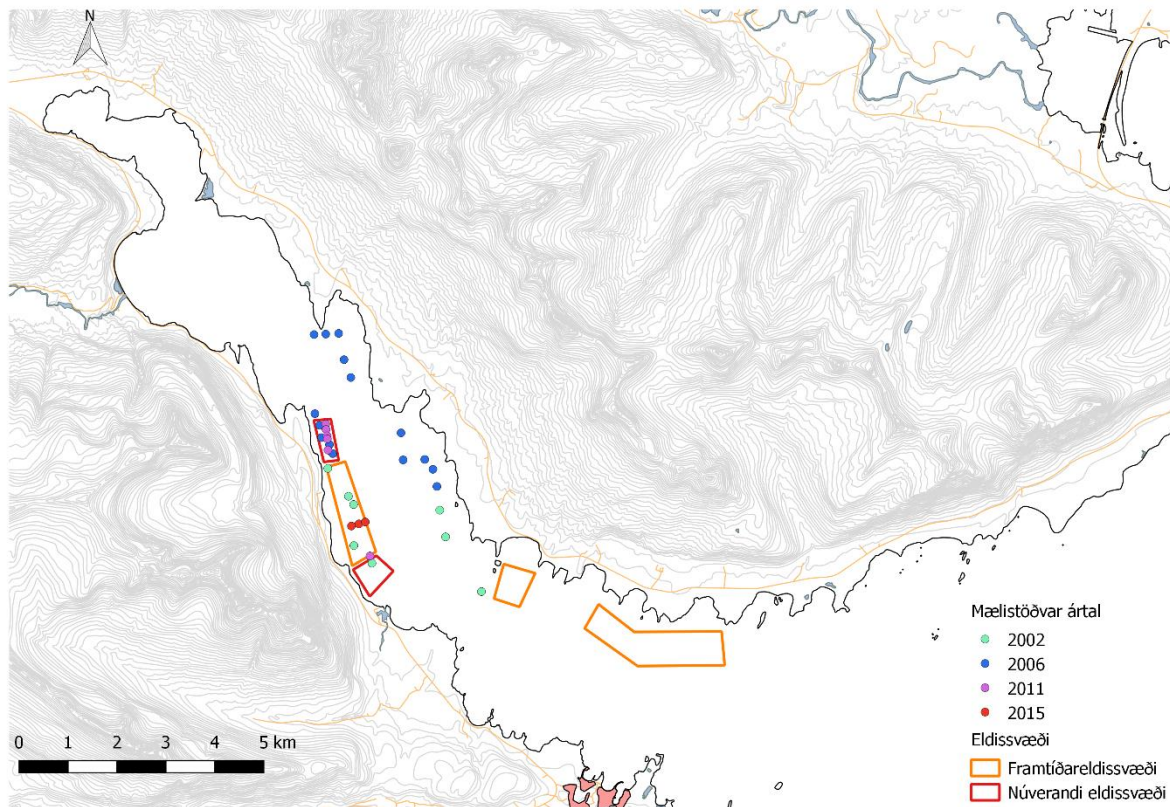 N
Mælistöðvar ártal
2002
2006
2011
2015
Eldissvæði
Framtíðareldissvæði
Núverandi eldissvæði
0 1 2 3 4 5 km